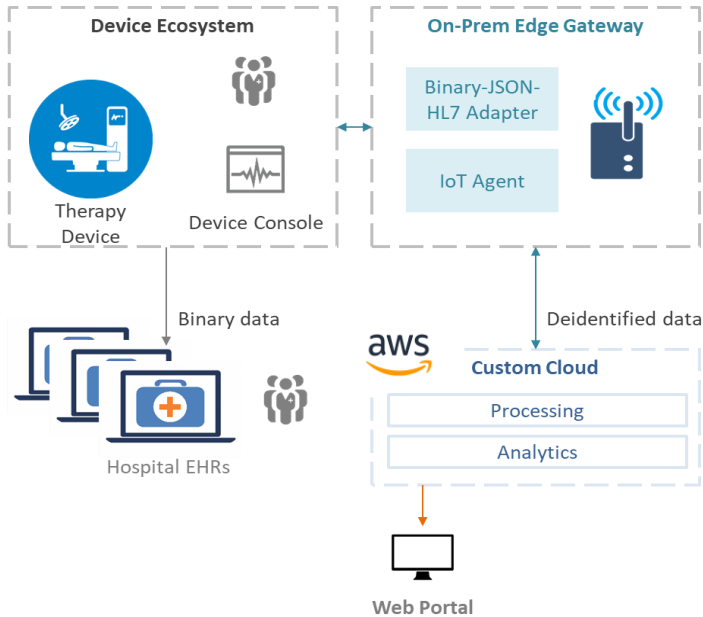 Device Ecosystem
On-Prem Edge Gateway
Binary-JSON-
HL7 Adapter
IoT Agent
Therapy
Device
Device Console
Binary data
Deidentified data
aws
Custom Cloud
Processing
Analytics
Hospital EHRs
Web Portal